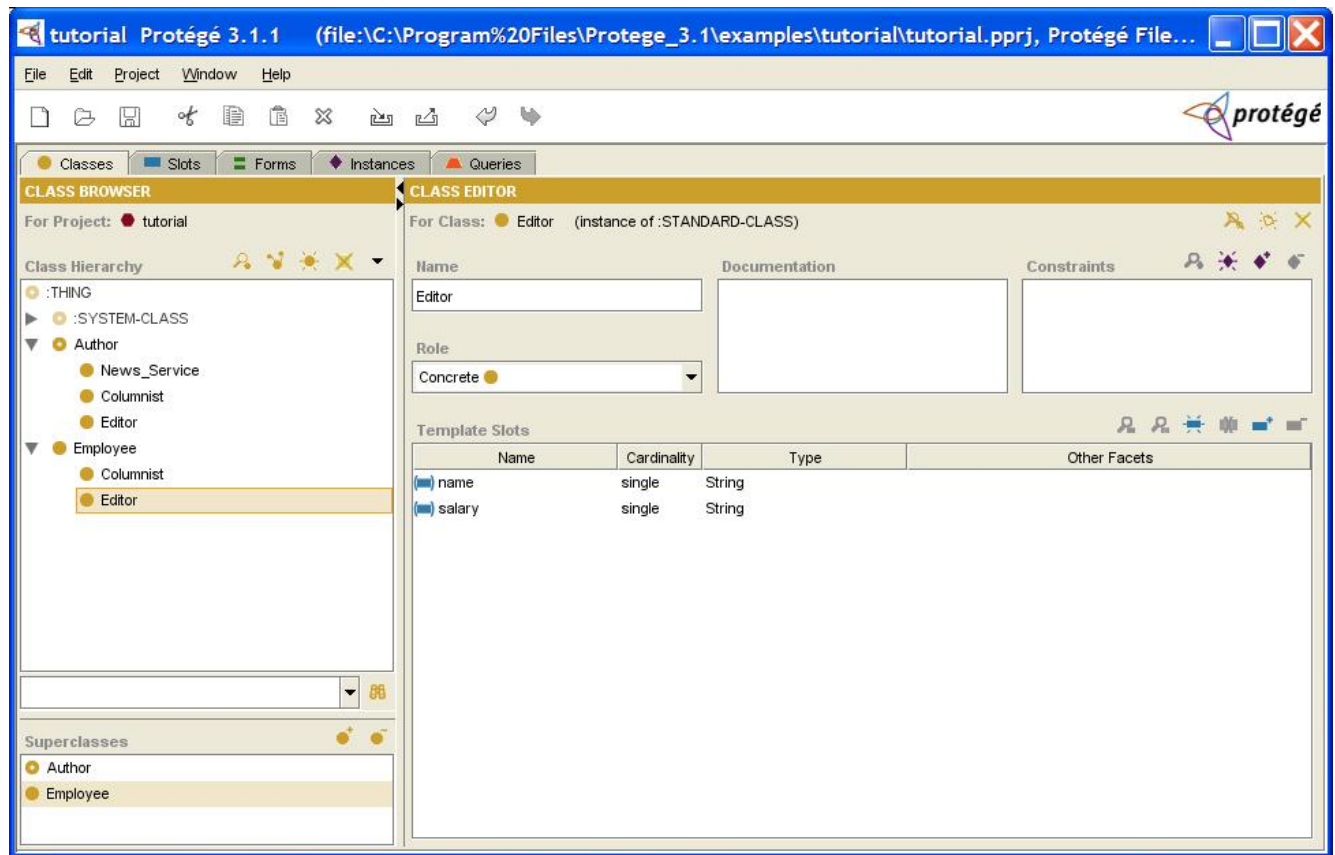 tutorial Protégé 3.1.1 (file:\C:\Program%20Files\Protege_3.1\examples\tutorial\tutorial.pprj, Protégé File...
File Edit Project Window Help
protégé
Classes Slots Forms Instances Queries
CLASS BROWSER
For Project: tutorial
Class Hierarchy
:THING
:SYSTEM-CLASS
Author
News_Service
Columnist
Editor
Employee
Columnist
Editor
Superclasses
Author
Employee
CLASS EDITOR
For Class: Editor (instance of :STANDARD-CLASS)
Name Documentation Constraints
Editor
Role
Concrete
Template Slots
Name Cardinality Type Other Facets
name single String
salary single String